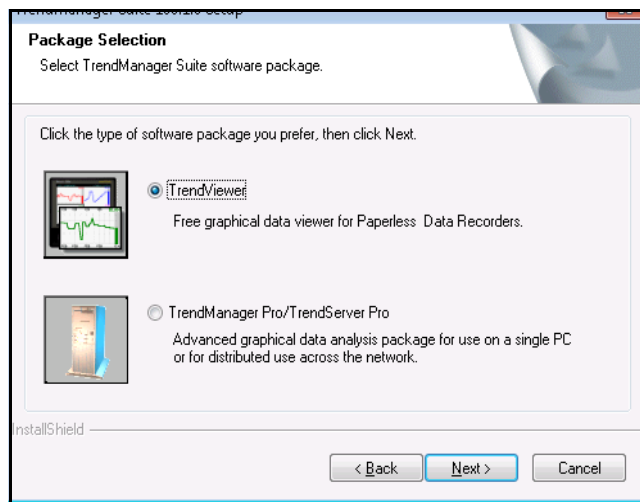 Package Selection
Select TrendManager Suite software package.
Click the type of software package you prefer, then click Next.
TrendViewer
Free graphical data viewer for Paperless Data Recorders.
TrendManager Pro/TrendServer Pro
Advanced graphical data analysis package for use on a single PC
or for distributed use across the network.
InstallShield
< Back
Next >
Cancel